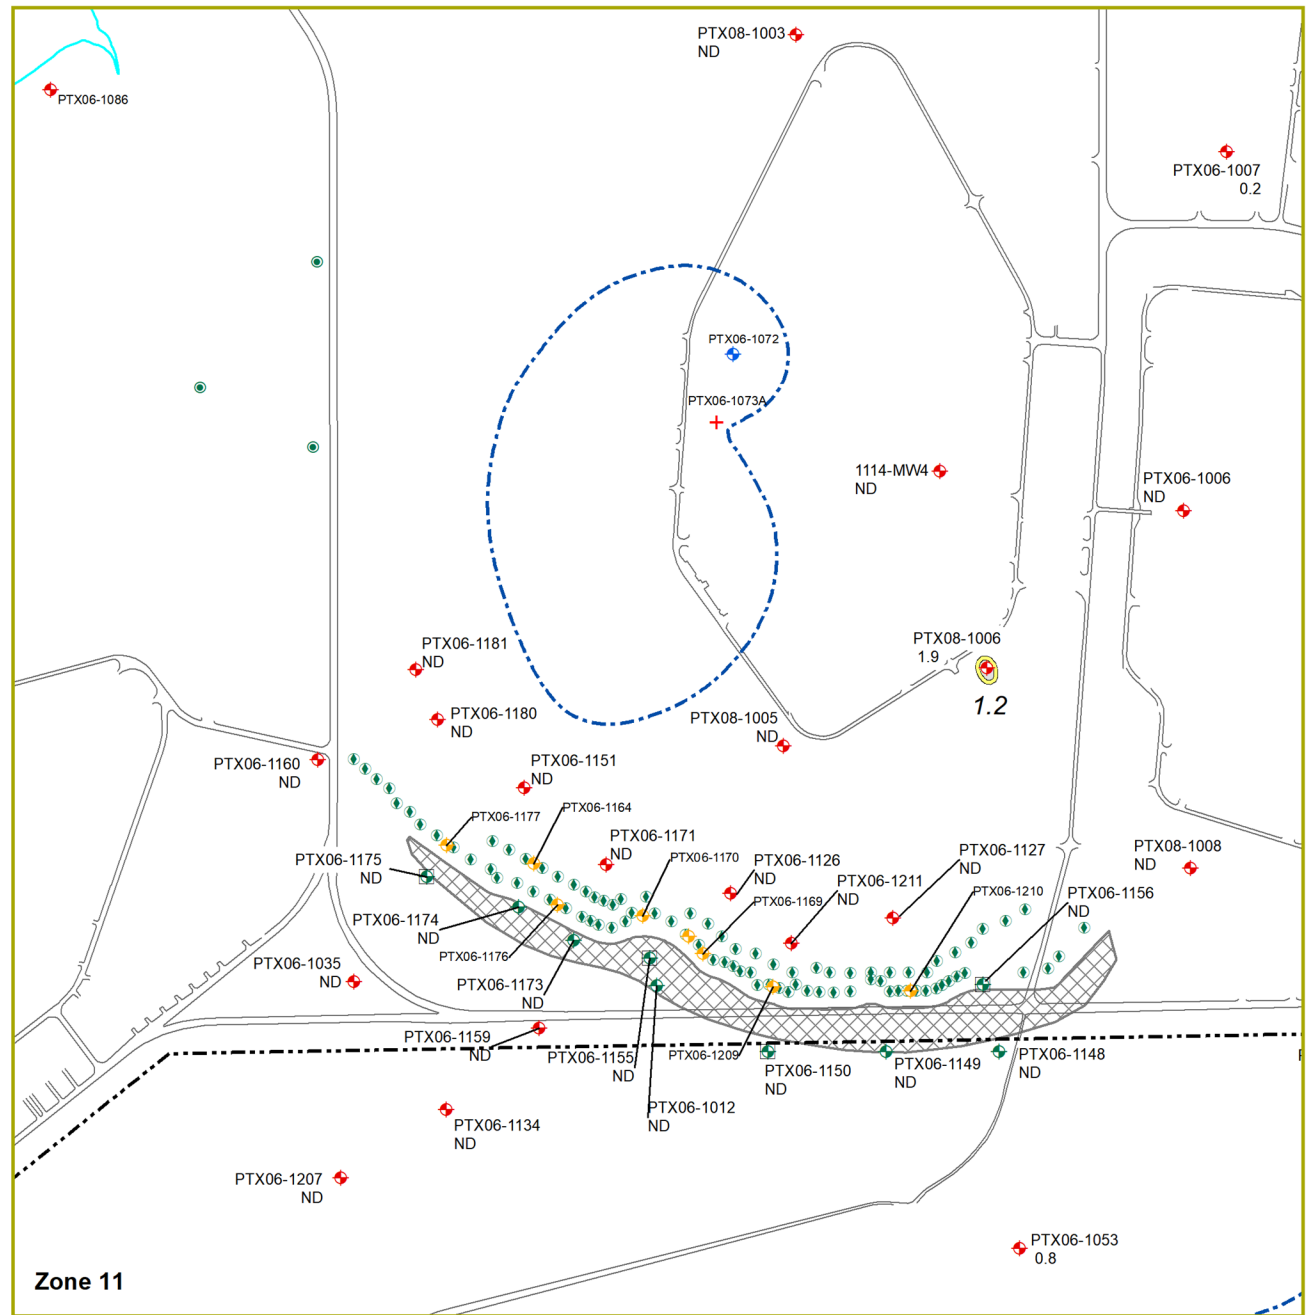 PTX08-1003
ND
PTX06-1086
PTX06-1007
0.2
PTX06-1072
PTX06-1073A
1114-MW4
ND
PTX06-1006
ND
PTX06-1181
ND
PTX08-1006
1.9
1.2
PTX06-1180
ND
PTX08-1005
ND
PTX06-1160
ND
PTX06-1151
ND
PTX06-1177
PTX06-1164
PTX06-1171
ND
PTX06-1170
PTX06-1126
ND
PTX06-1127
ND
PTX08-1008
ND
PTX06-1175
ND
PTX06-1211
ND
PTX06-1169
PTX06-1210
PTX06-1156
ND
PTX06-1174
ND
PTX06-1176
PTX06-1035
ND
PTX06-1173
ND
PTX06-1159
ND
PTX06-1155
ND
PTX06-1209
PTX06-1150
ND
PTX06-1149
ND
PTX06-1148
ND
PTX06-1012
ND
PTX06-1134
ND
PTX06-1207
ND
PTX06-1053
0.8
Zone 11